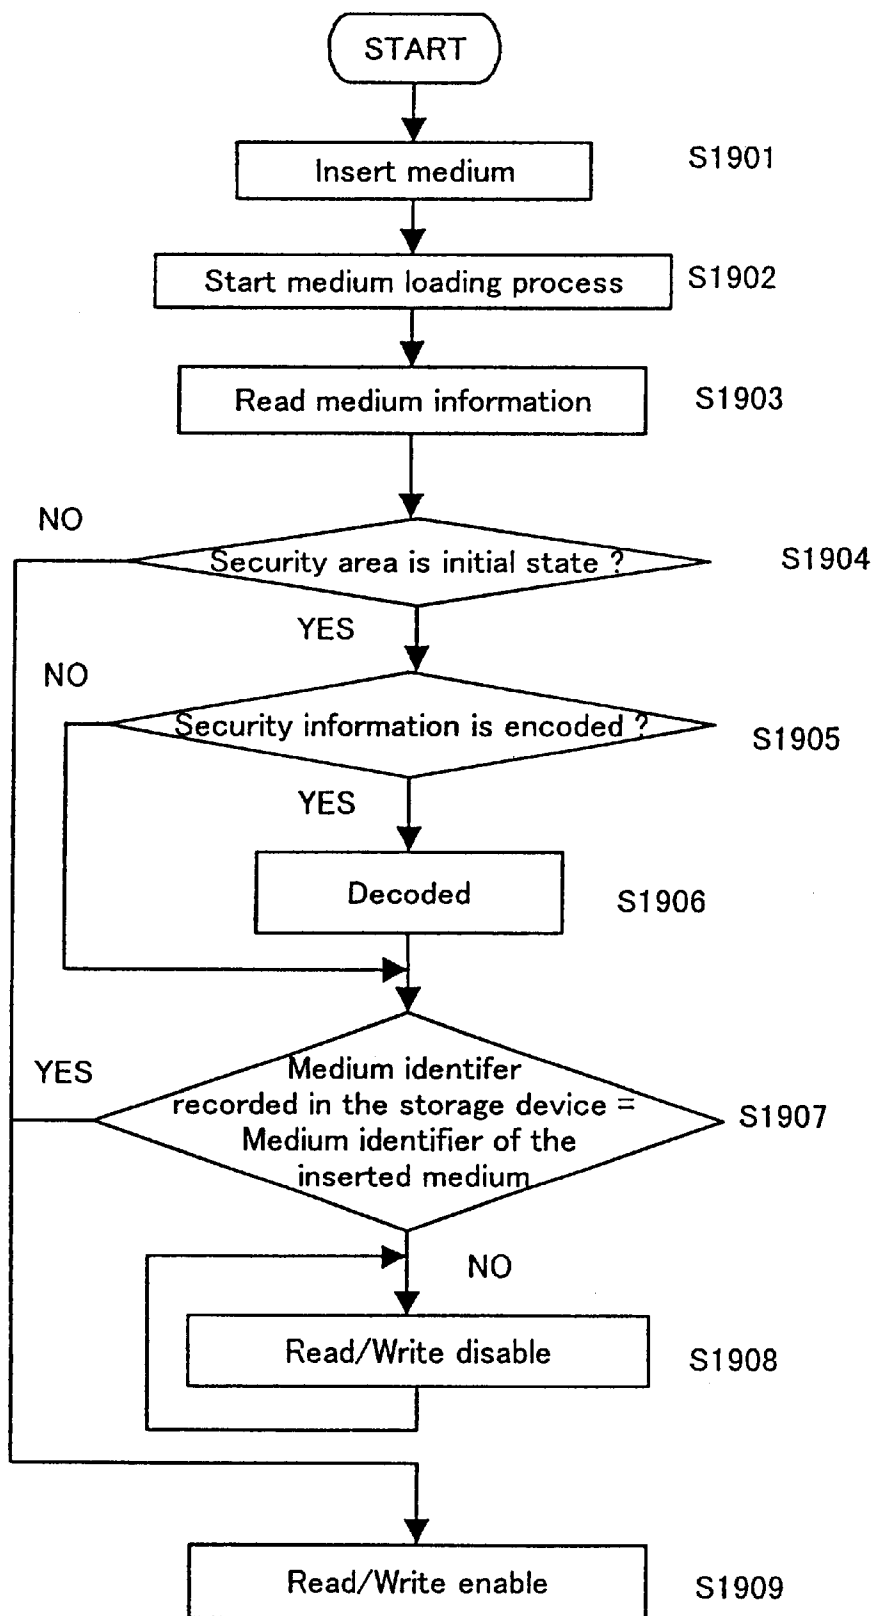 START
Insert medium
S1901
Start medium loading process
S1902
Read medium information
S1903
NO
Security area is initial state ?
S1904
YES
NO
Security information is encoded ?
S1905
YES
Decoded
S1906
YES
Medium identifer
recorded in the storage device =
Medium identifier of the
inserted medium
S1907
NO
Read/Write disable
S1908
Read/Write enable
S1909